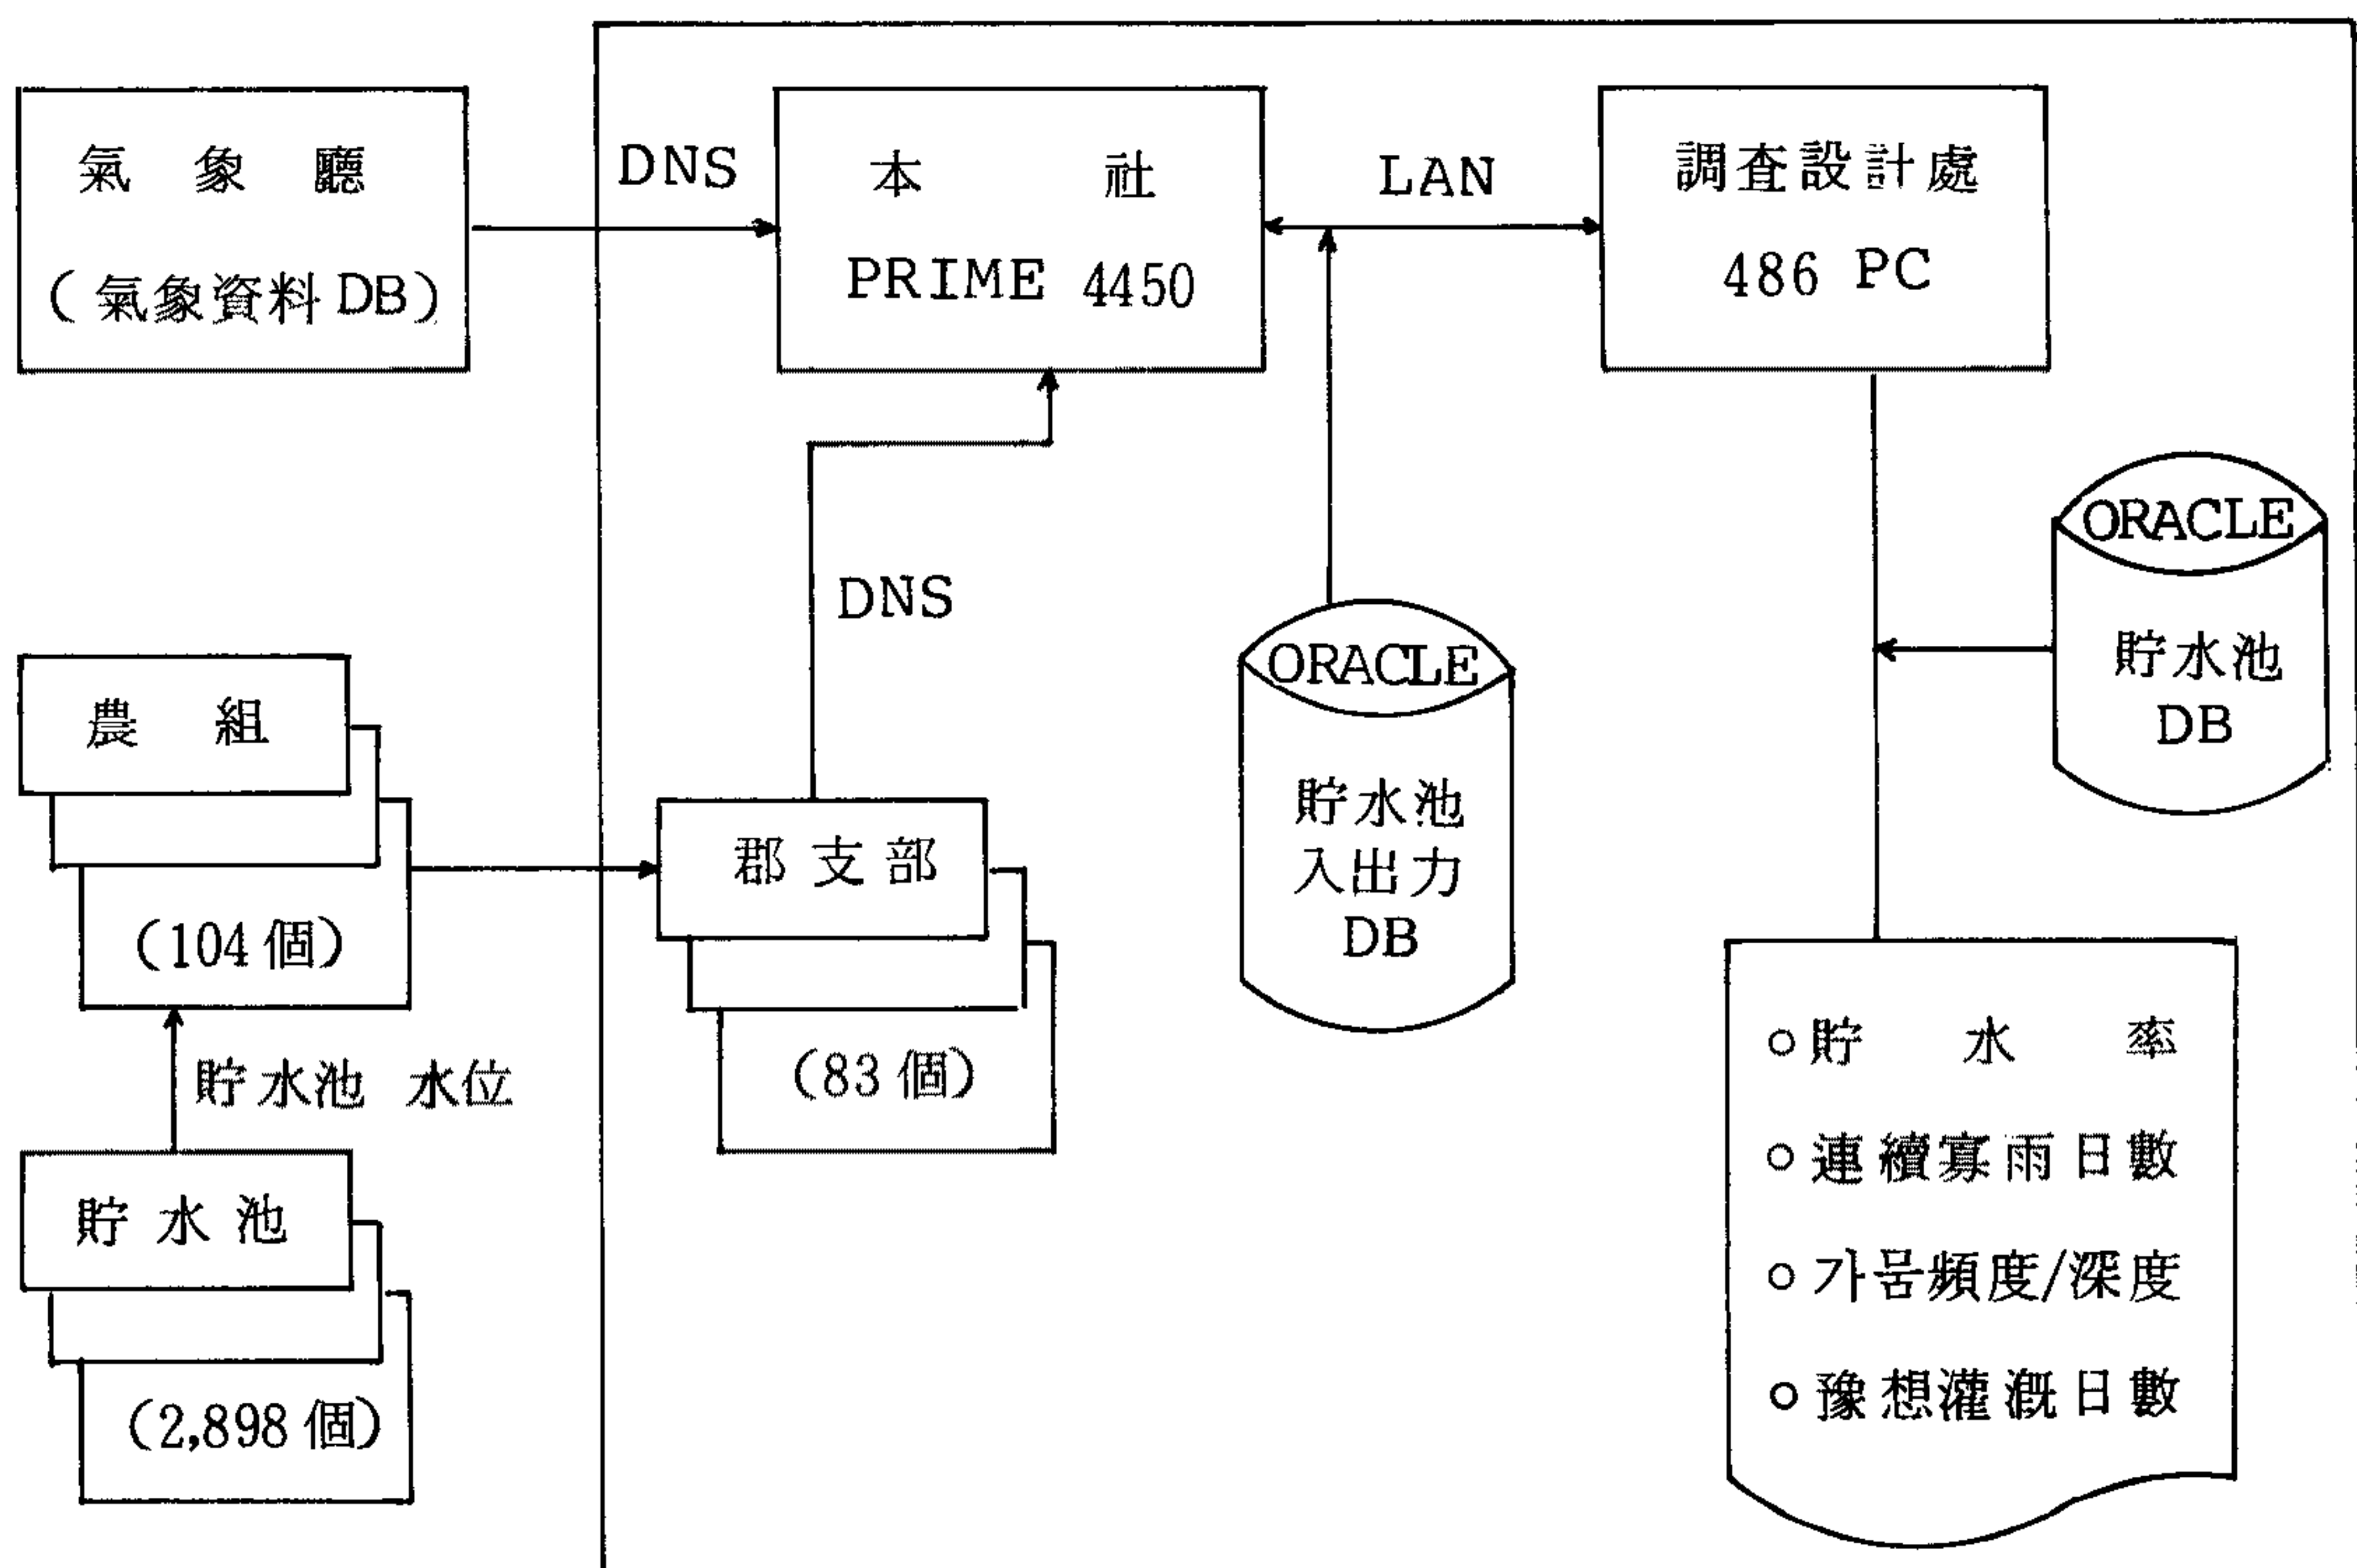 氣象廳
(氣象資料 DB)
DNS
本社
PRIME 4450
LAN
調査設計處
486 PC
DNS
農組
(104 個)
貯水池 水位
貯水池
(2,898 個)
郡支部
(83 個)
ORACLE
貯水池
入出力
DB
ORACLE
貯水池
DB
○貯水率
○連續寡雨日數
○가뭄頻度/深度
○豫想灌漑日數